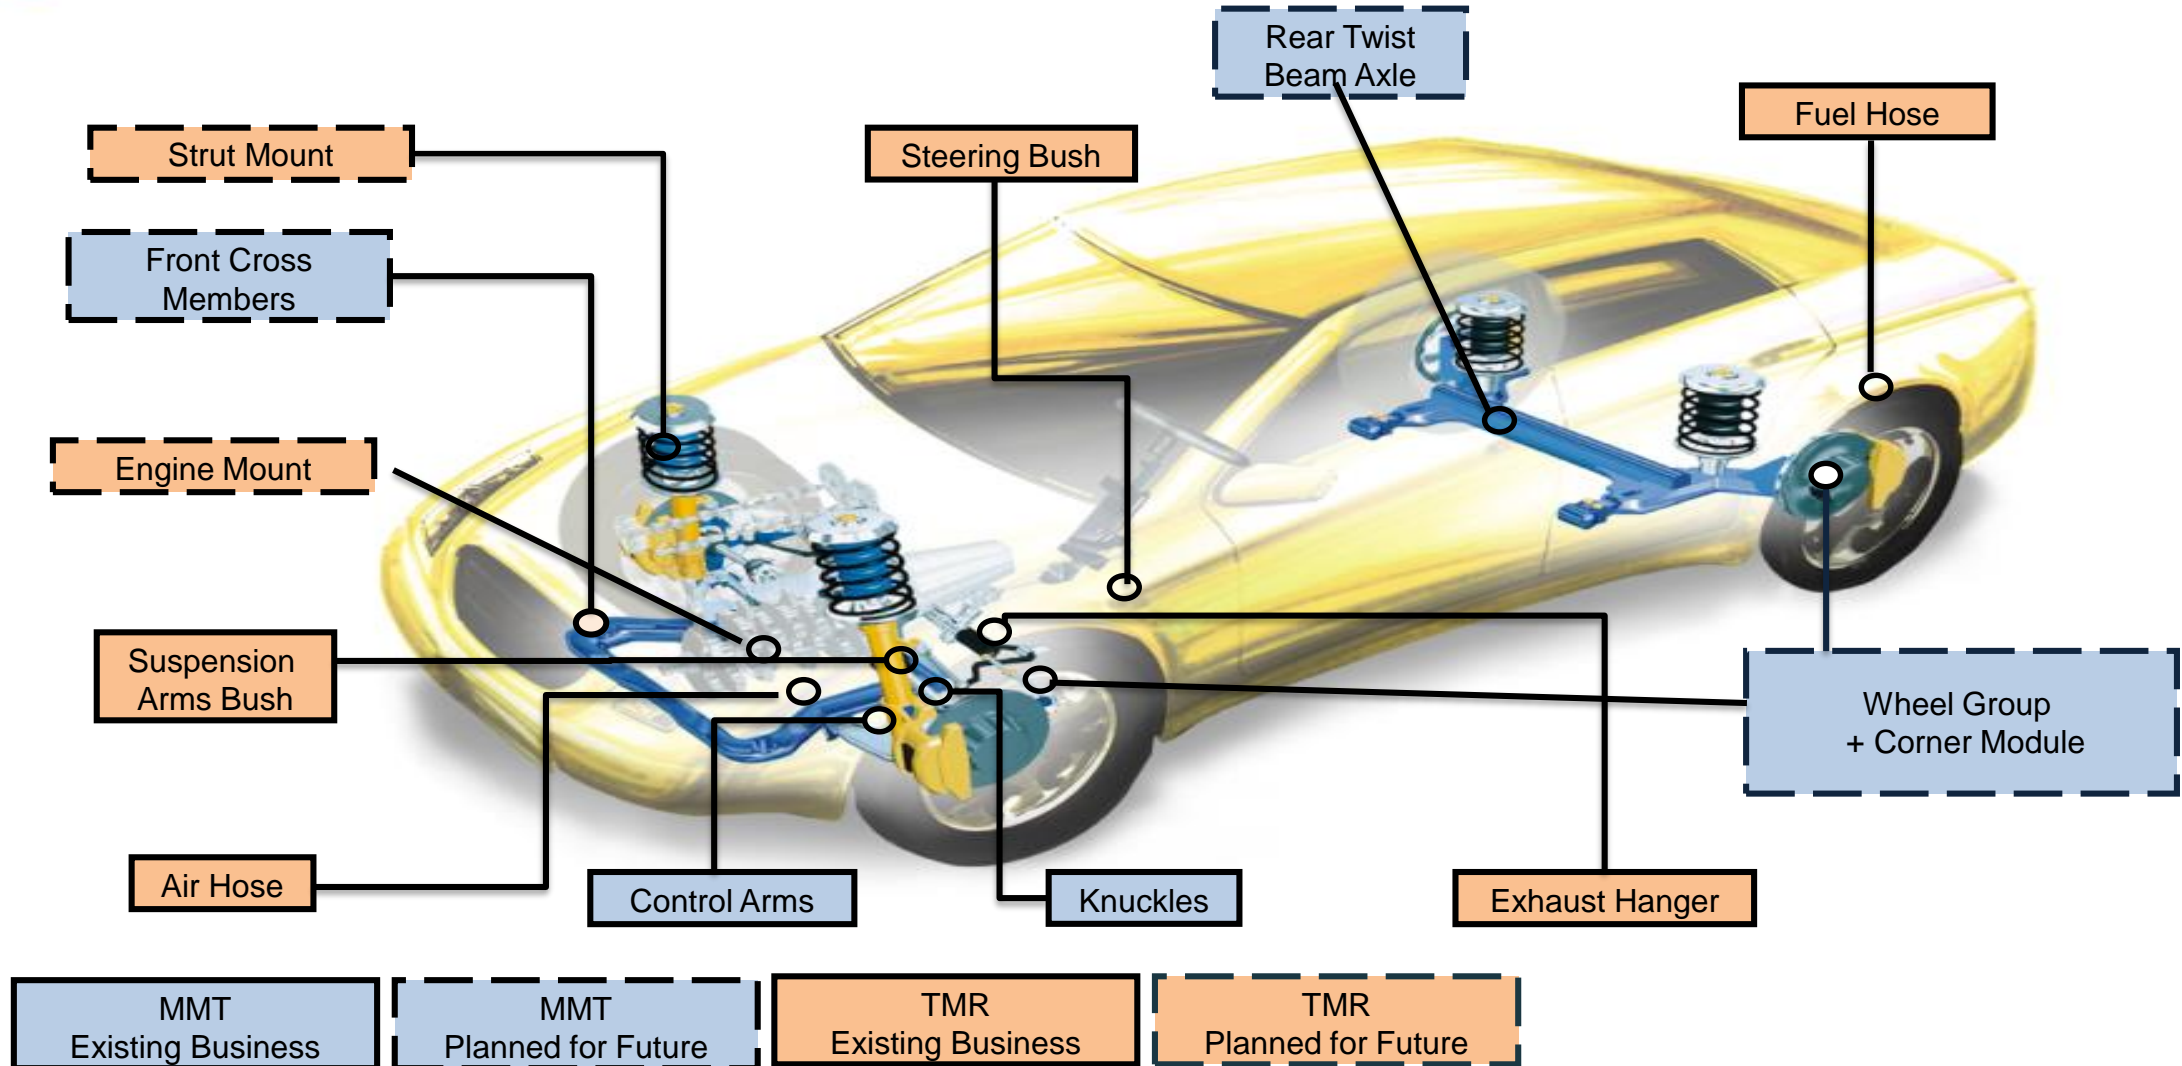 Rear Twist
Beam Axle
Fuel Hose
Strut Mount
Steering Bush
Front Cross
Members
Engine Mount
Suspension
Arms Bush
Wheel Group
+ Corner Module
Air Hose
Control Arms
Knuckles
Exhaust Hanger
MMT
Existing Business
MMT
Planned for Future
TMR
Existing Business
TMR
Planned for Future